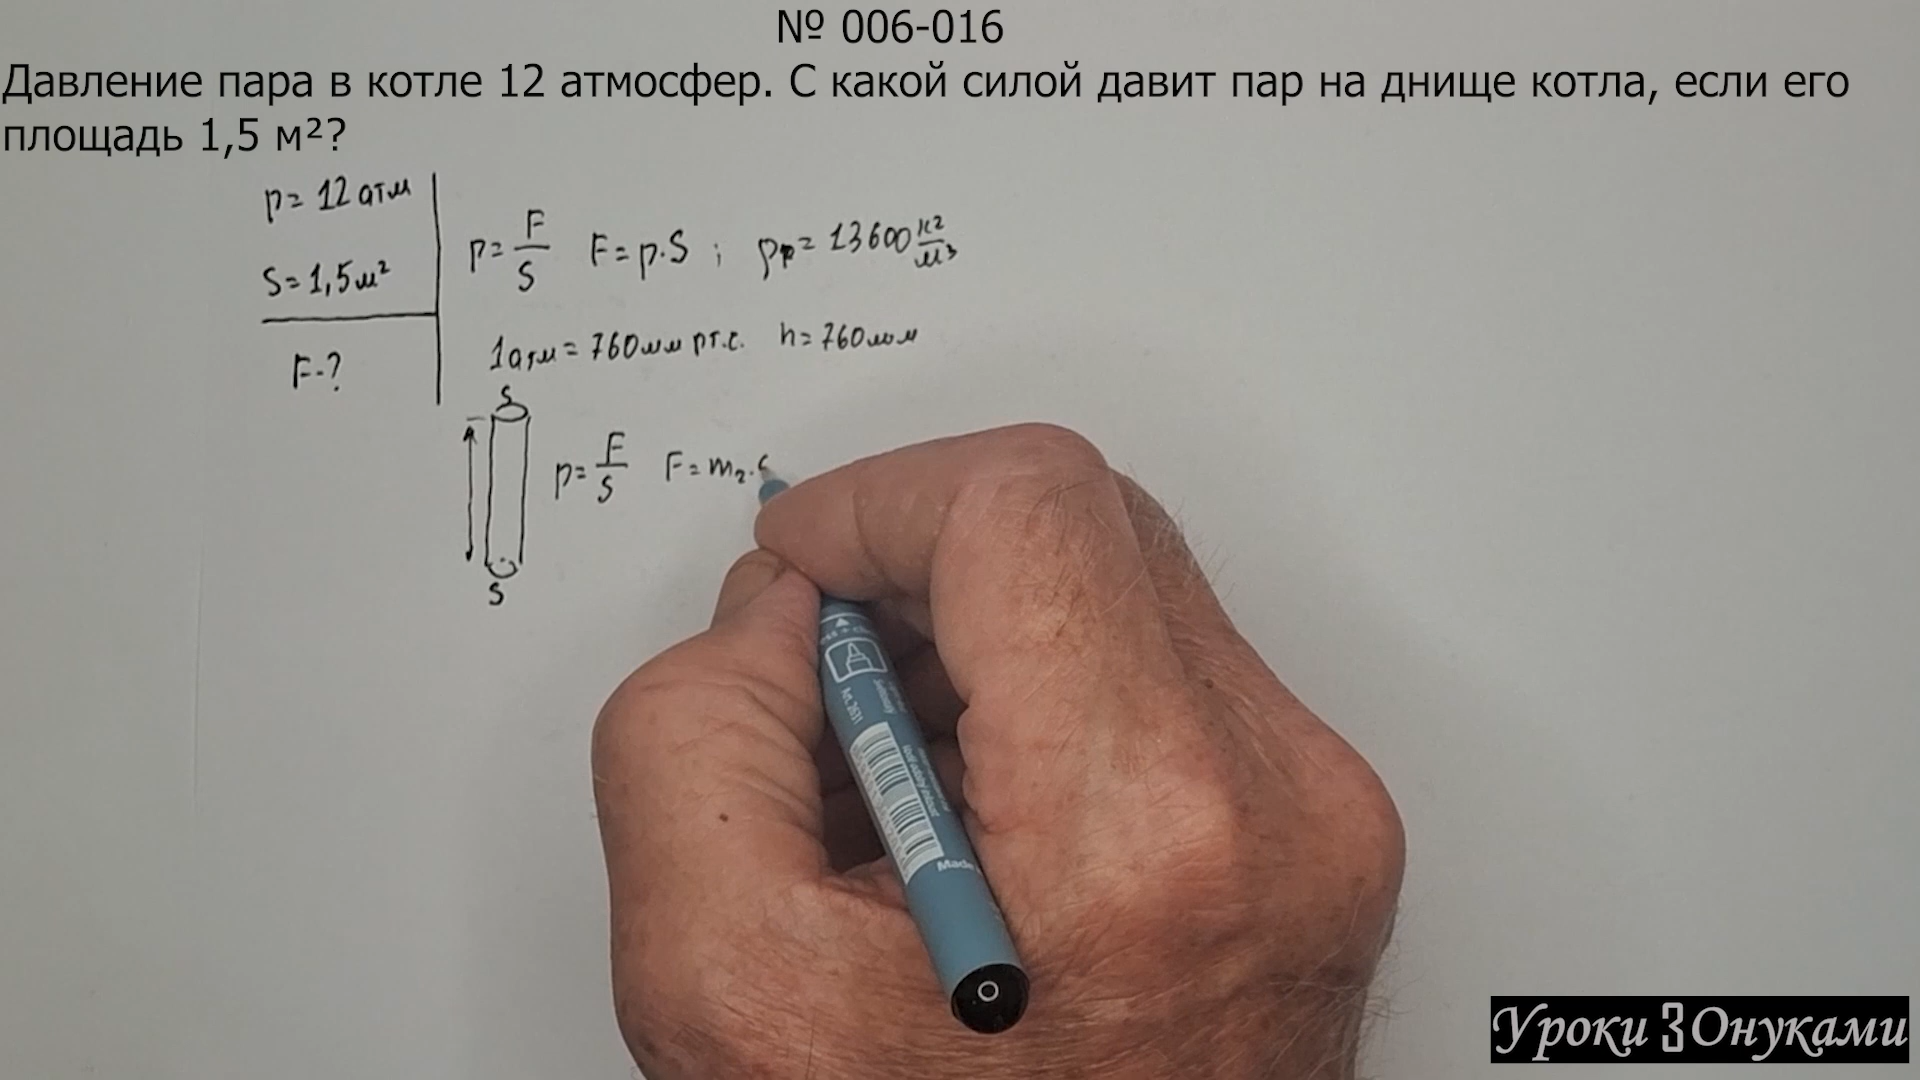 № 006-016
Давление пара в котле 12 атмосфер. С какой силой давит пар на днище котла, если его
площадь 1,5 м²?
p = 12 атм
S = 1,5 м²
F - ?
p = F/S F = p·S ; ρр = 13600 кг/м³
1 атм = 760 мм рт.с. h = 760 мм
S
p = F/S F = m₂·
S
Made
Уроки З Онуками